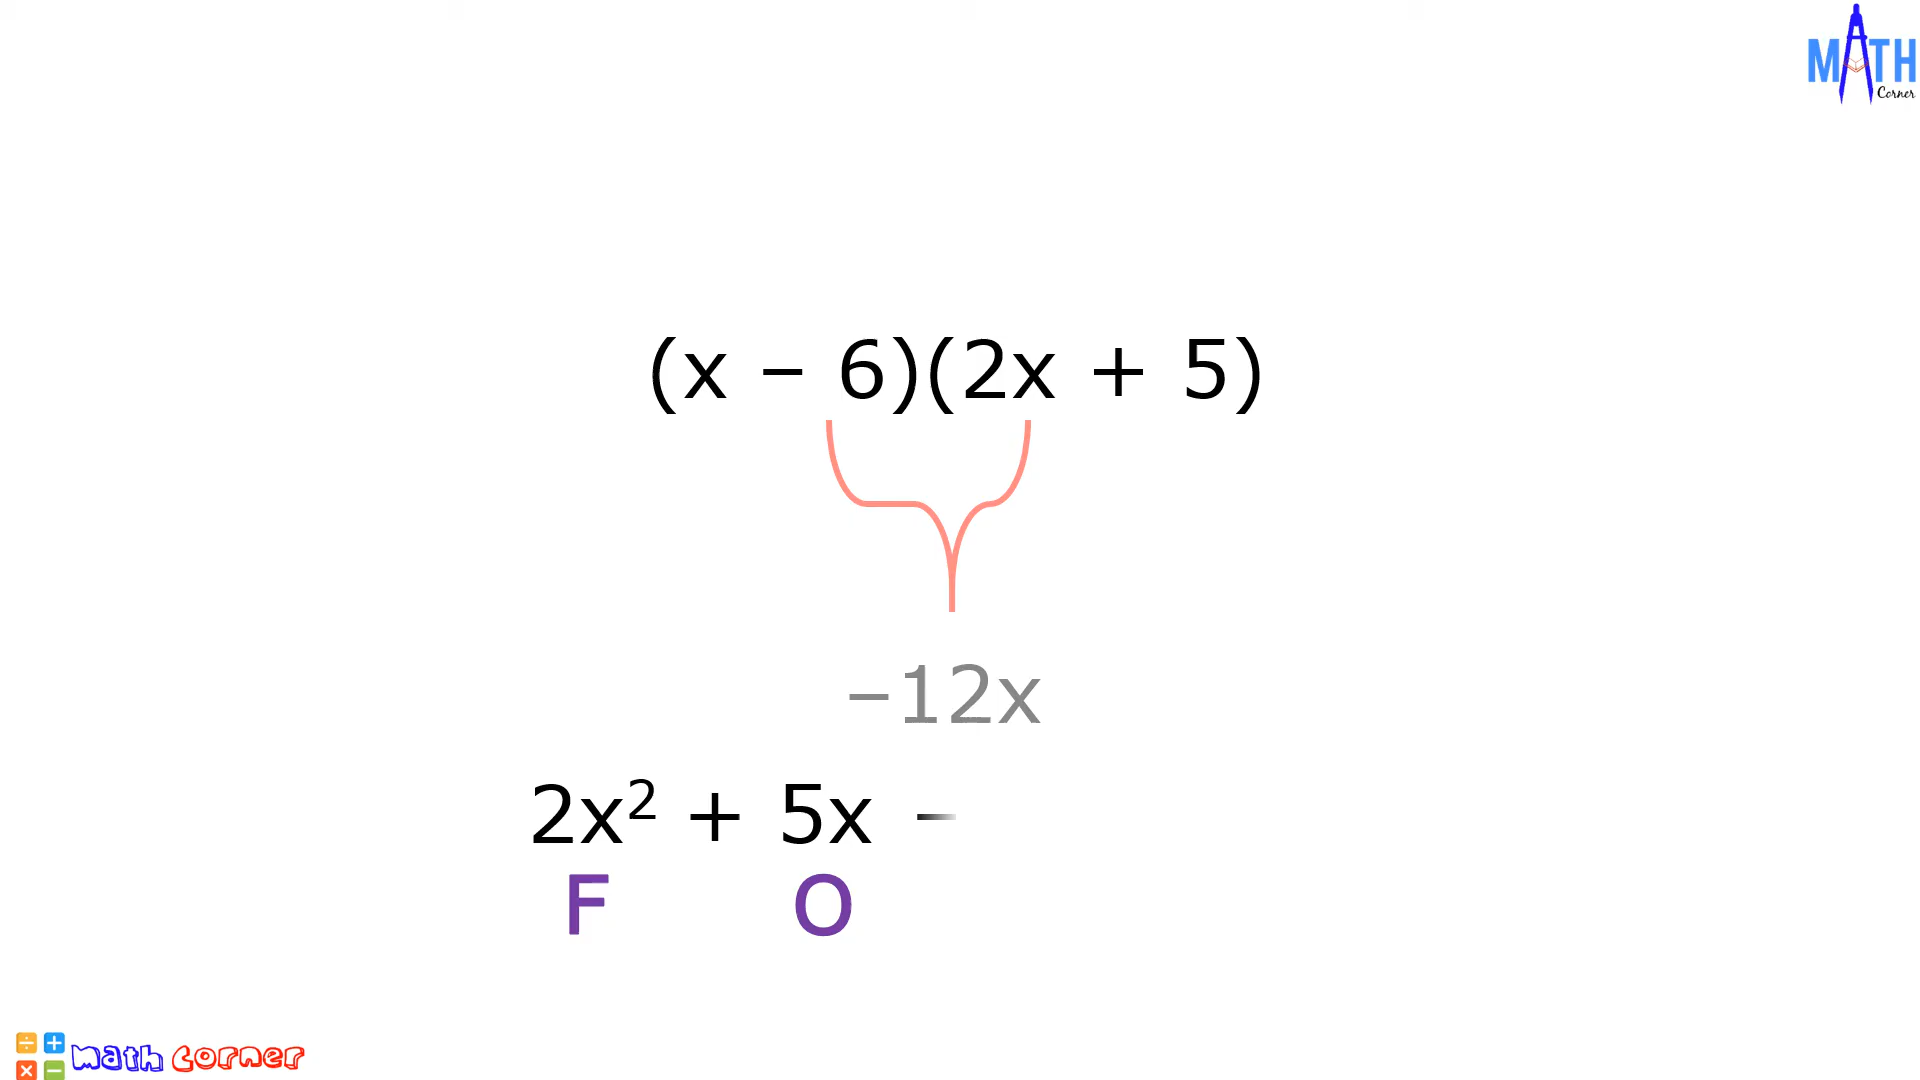 MATH
Corner
(x – 6)(2x + 5)
–12x
2x² + 5x –
F O
÷ + math corner
× –